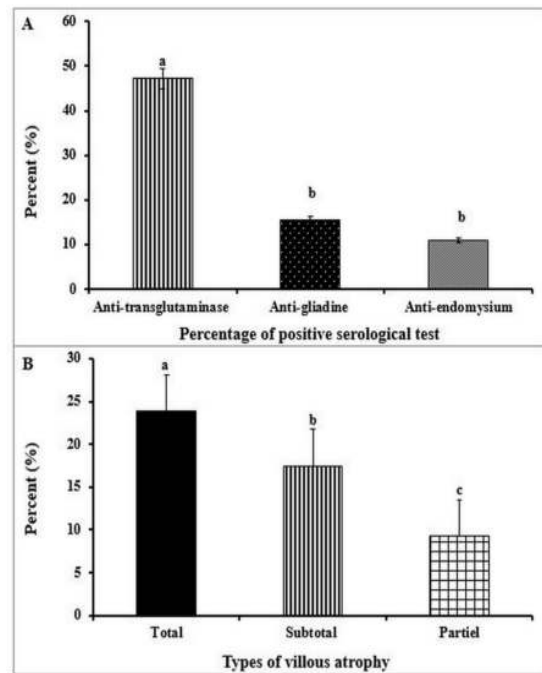 A
60
50
40
30
20
10
0
Percent (%)
a
b
b
Anti-transglutaminase Anti-gliadine Anti-endomysium
Percentage of positive serological test
B
30
25
20
15
10
5
0
Percent (%)
a
b
c
Total Subtotal Partiel
Types of villous atrophy